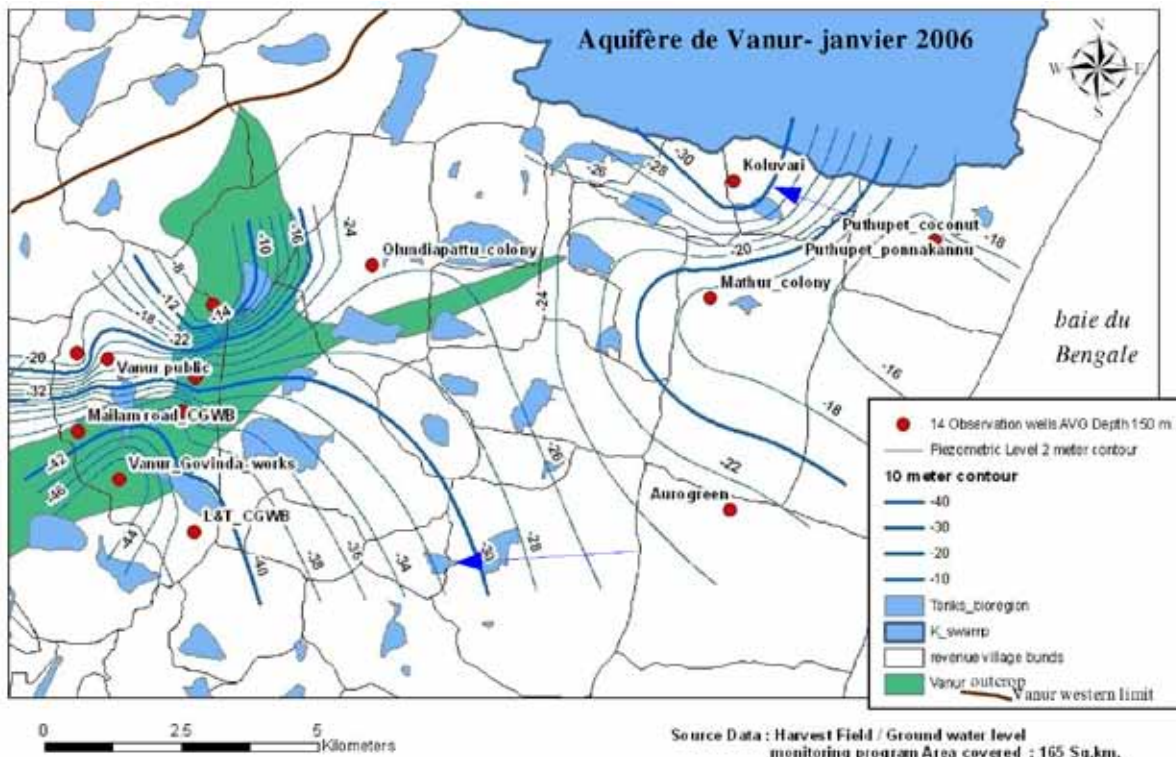 Aquifère de Vanur- janvier 2006
N
W
E
S
-30
-28
-26
Koluvari
-10
-16
-24
Olundiapattu_colony
Puthupet_coconut
-18
-20
Puthupet_ponnakannu
-8
-12
-14
-18
-22
-24
Mathur_colony
baie du
Bengale
-20
Vanur public
-32
-16
-18
Mailam road_CGWB
-42
-46
Vanur_Govinda-works
-26
-22
Aurogreen
L&T_CGWB
-44
-40
-38
-36
-34
-30
-28
14 Observation wells AVG Depth 150 m
Piezometric Level 2 meter contour
10 meter contour
-40
-30
-20
-10
Tanks_bioregion
K_swamp
revenue village bunds
Vanur outcrop
Vanur western limit
0 2.5 5
Kilometers
Source Data : Harvest Field / Ground water level
monitoring program Area covered : 165 Sq.km.